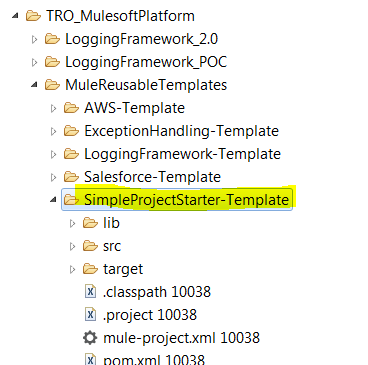 TRO_MulesoftPlatform
LoggingFramework_2.0
LoggingFramework_POC
MuleReusableTemplates
AWS-Template
ExceptionHandling-Template
LoggingFramework-Template
Salesforce-Template
SimpleProjectStarter-Template
lib
src
target
.classpath 10038
.project 10038
mule-project.xml 10038
pom.xml 10038